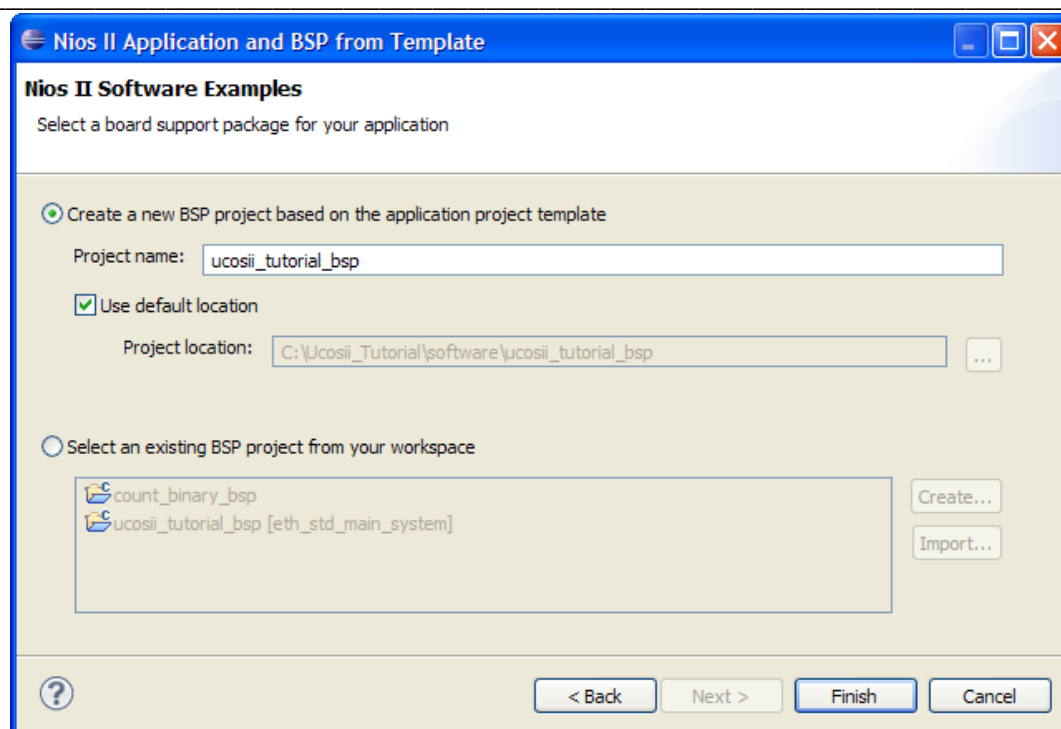 Nios II Application and BSP from Template
Nios II Software Examples
Select a board support package for your application
Create a new BSP project based on the application project template
Project name: ucosii_tutorial_bsp
Use default location
Project location: C:\Ucosii_Tutorial\software\ucosii_tutorial_bsp ...
Select an existing BSP project from your workspace
count_binary_bsp Create...
ucosii_tutorial_bsp [eth_std_main_system]
Import...
? < Back Next > Finish Cancel